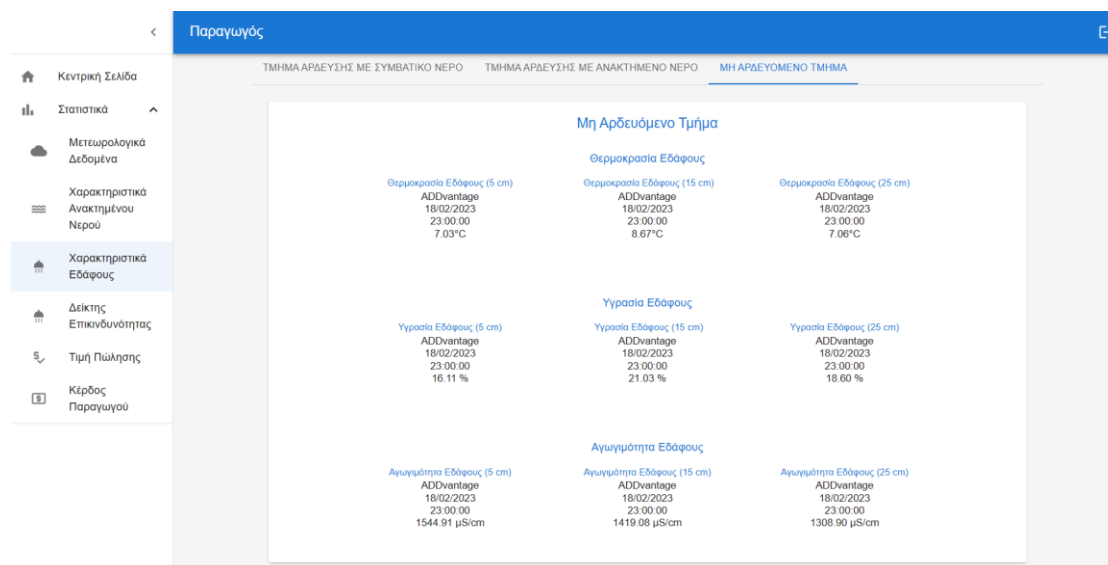 Παραγωγός
Κεντρική Σελίδα
Στατιστικά
Μετεωρολογικά
Δεδομένα
Χαρακτηριστικά
Ανακτημένου
Νερού
Χαρακτηριστικά
Εδάφους
Δείκτης
Επικινδυνότητας
Τιμή Πώλησης
Κέρδος
Παραγωγού
ΤΜΗΜΑ ΑΡΔΕΥΣΗΣ ΜΕ ΣΥΜΒΑΤΙΚΟ ΝΕΡΟ ΤΜΗΜΑ ΑΡΔΕΥΣΗΣ ΜΕ ΑΝΑΚΤΗΜΕΝΟ ΝΕΡΟ ΜΗ ΑΡΔΕΥΟΜΕΝΟ ΤΜΗΜΑ
Μη Αρδευόμενο Τμήμα
Θερμοκρασία Εδάφους
Θερμοκρασία Εδάφους (5 cm) Θερμοκρασία Εδάφους (15 cm) Θερμοκρασία Εδάφους (25 cm)
ADDvantage ADDvantage ADDvantage
18/02/2023 18/02/2023 18/02/2023
23:00:00 23:00:00 23:00:00
7.03°C 8.67°C 7.06°C
Υγρασία Εδάφους
Υγρασία Εδάφους (5 cm) Υγρασία Εδάφους (15 cm) Υγρασία Εδάφους (25 cm)
ADDvantage ADDvantage ADDvantage
18/02/2023 18/02/2023 18/02/2023
23:00:00 23:00:00 23:00:00
16.11 % 21.03 % 18.60 %
Αγωγιμότητα Εδάφους
Αγωγιμότητα Εδάφους (5 cm) Αγωγιμότητα Εδάφους (15 cm) Αγωγιμότητα Εδάφους (25 cm)
ADDvantage ADDvantage ADDvantage
18/02/2023 18/02/2023 18/02/2023
23:00:00 23:00:00 23:00:00
1544.91 μS/cm 1419.08 μS/cm 1308.90 μS/cm